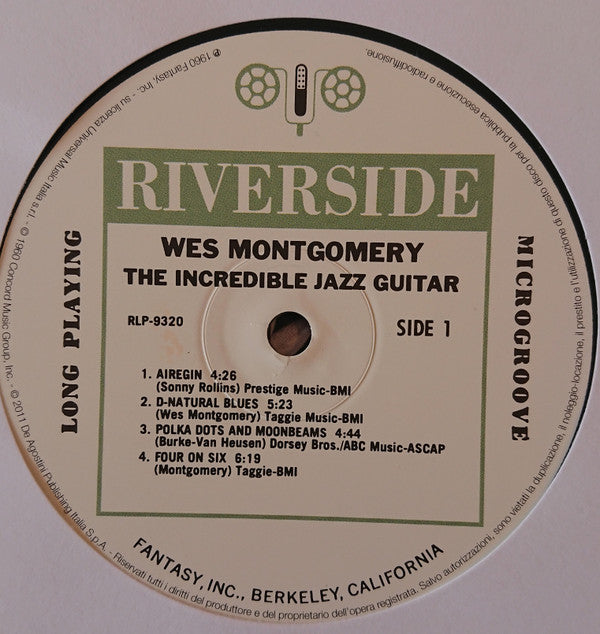 RIVERSIDE
WES MONTGOMERY
THE INCREDIBLE JAZZ GUITAR
RLP-9320
SIDE 1
1. AIREGIN 4:26
(Sonny Rollins) Prestige Music-BMI
2. D-NATURAL BLUES 5:23
(Wes Montgomery) Taggie Music-BMI
3. POLKA DOTS AND MOONBEAMS 4:44
(Burke-Van Heusen) Dorsey Bros./ABC Music-ASCAP
4. FOUR ON SIX 6:19
(Montgomery) Taggie-BMI
LONG PLAYING
MICROGROOVE
FANTASY, INC., BERKELEY, CALIFORNIA
℗ 1960 Fantasy, Inc., su licenza Universal Music Italia s.r.l. - © 1960 Concord Music Group, Inc. - © 2011 De Agostini Publishing Italia S.p.A. - Riservati tutti i diritti del produttore e del proprietario dell'opera registrata. Salvo autorizzazioni, sono vietati la duplicazione, il noleggio-locazione, il prestito e l'utilizzazione di questo disco per la pubblica esecuzione e radiodiffusione.